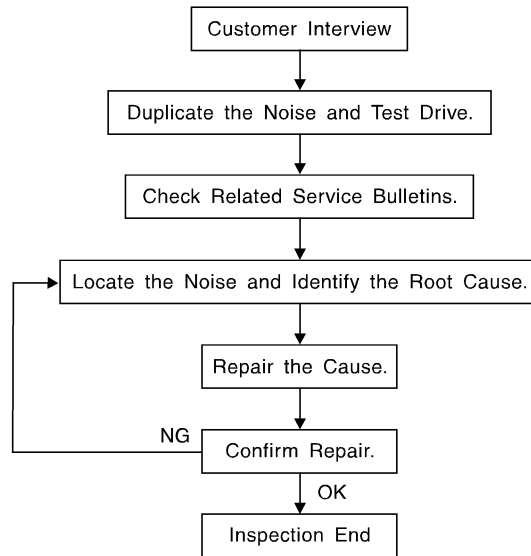 Customer Interview
Duplicate the Noise and Test Drive.
Check Related Service Bulletins.
Locate the Noise and Identify the Root Cause.
Repair the Cause.
NG
Confirm Repair.
OK
Inspection End